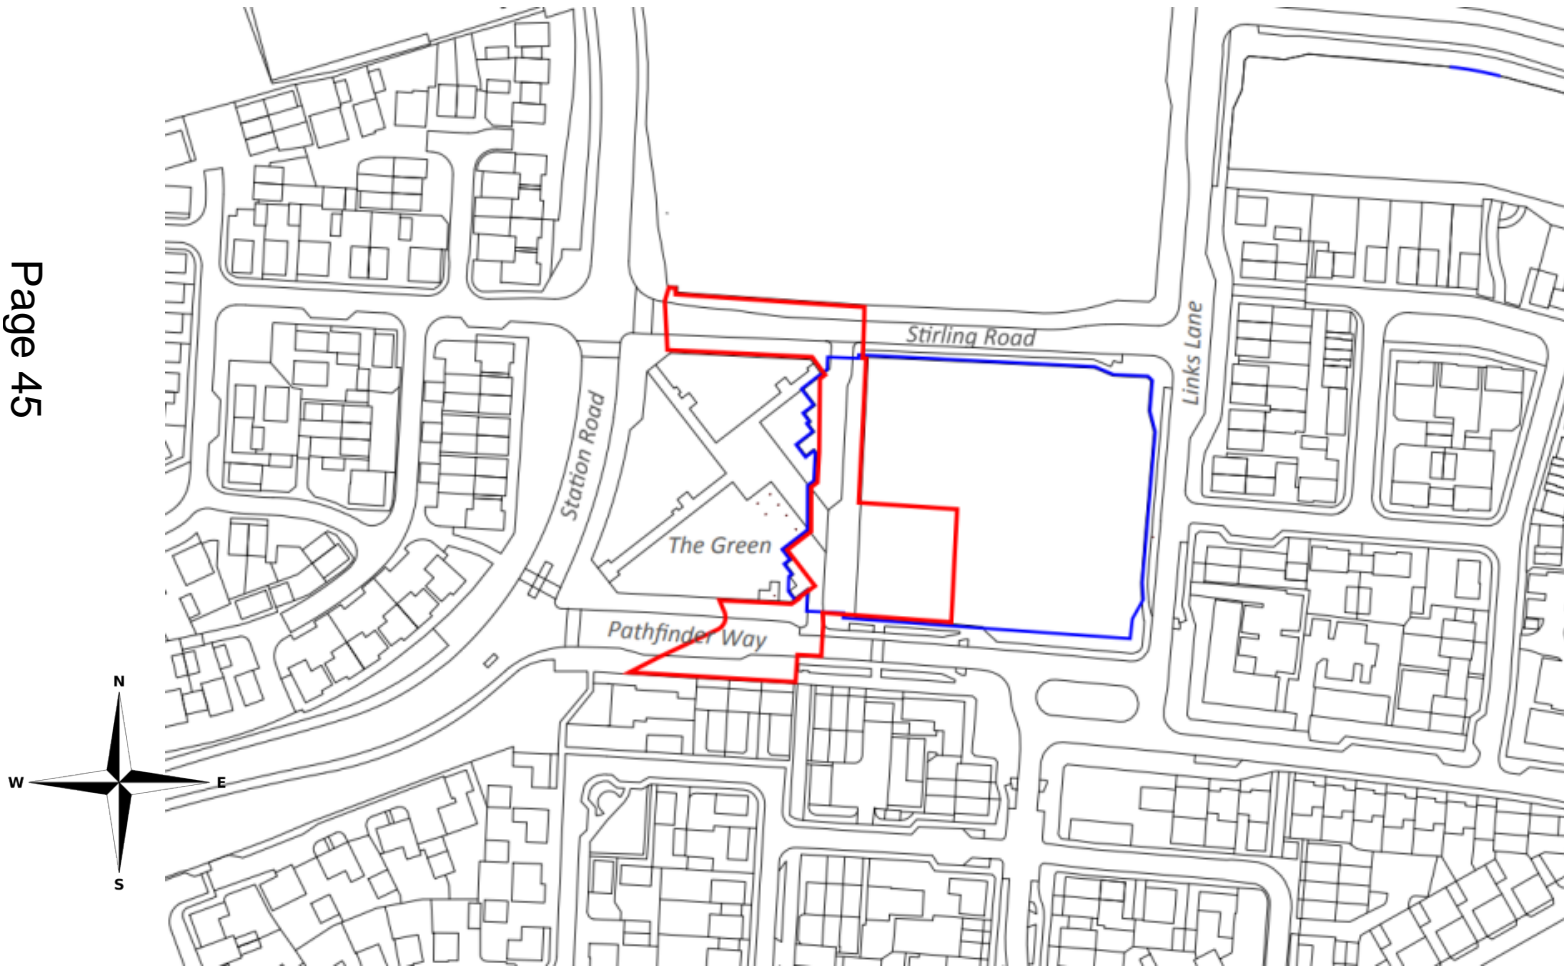 Page 45
Stirling Road
Links Lane
Station Road
The Green
Pathfinder Way
N
W
E
S